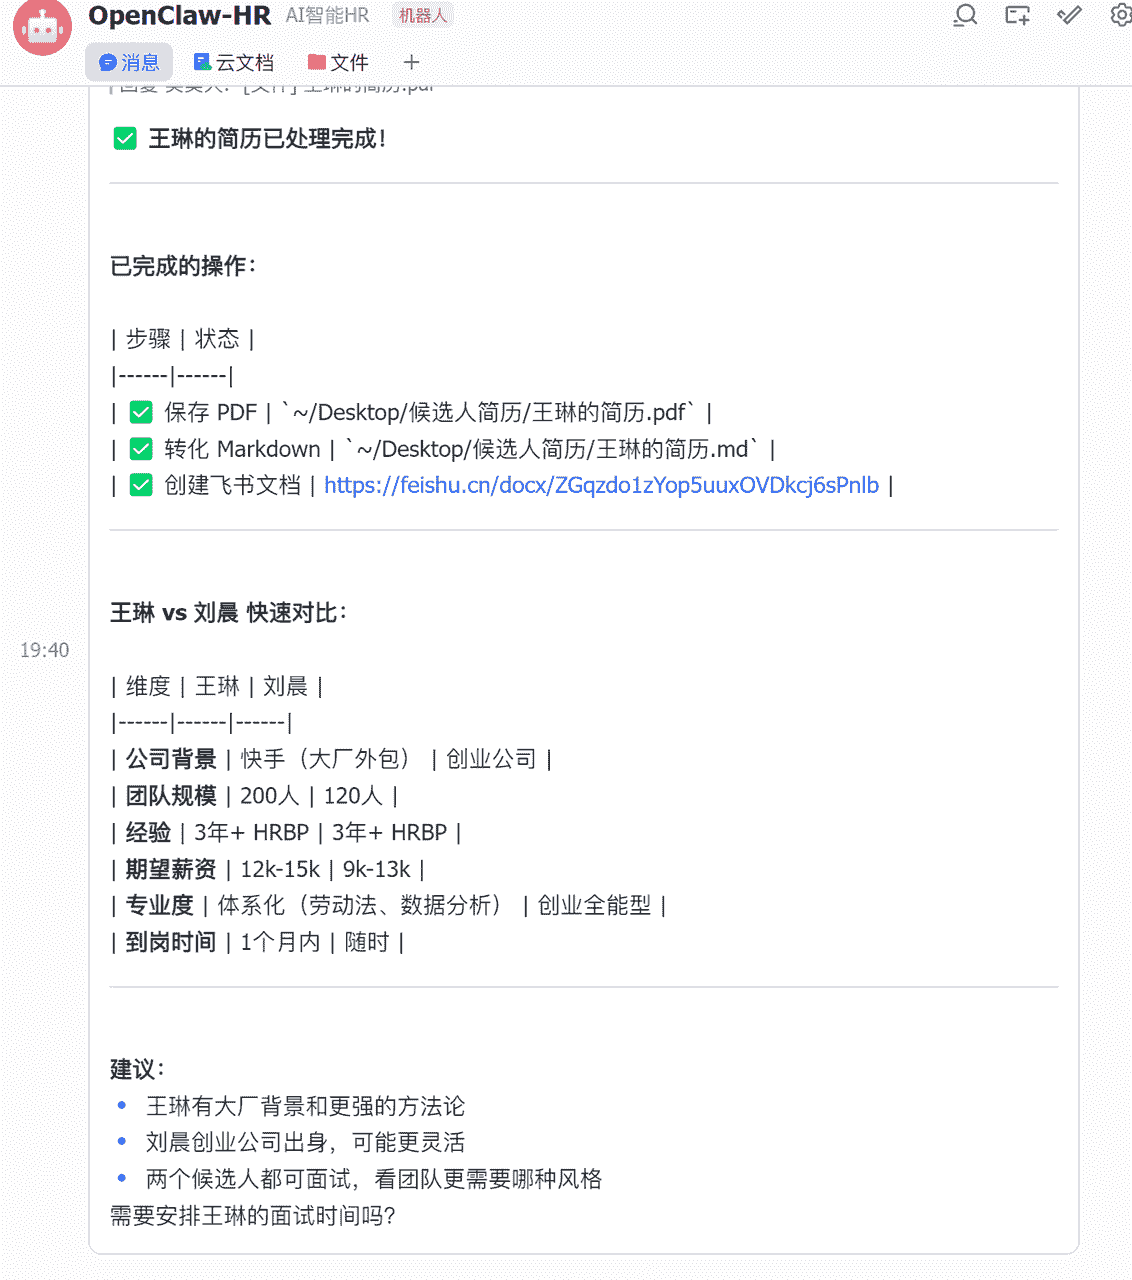 OpenClaw-HR AI智能HR 机器人
消息 云文档 文件 +
王琳的简历已处理完成！
已完成的操作：
| 步骤 | 状态 |
|------|------|
| ✅ 保存 PDF | `~/Desktop/候选人简历/王琳的简历.pdf` |
| ✅ 转化 Markdown | `~/Desktop/候选人简历/王琳的简历.md` |
| ✅ 创建飞书文档 | https://feishu.cn/docx/ZGqzdo1zYop5uuxOVDkcj6sPnlb |
王琳 vs 刘晨 快速对比：
19:40
| 维度 | 王琳 | 刘晨 |
|------|------|------|
| 公司背景 | 快手（大厂外包） | 创业公司 |
| 团队规模 | 200人 | 120人 |
| 经验 | 3年+ HRBP | 3年+ HRBP |
| 期望薪资 | 12k-15k | 9k-13k |
| 专业度 | 体系化（劳动法、数据分析） | 创业全能型 |
| 到岗时间 | 1个月内 | 随时 |
建议：
• 王琳有大厂背景和更强的方法论
• 刘晨创业公司出身，可能更灵活
• 两个候选人都可面试，看团队更需要哪种风格
需要安排王琳的面试时间吗？